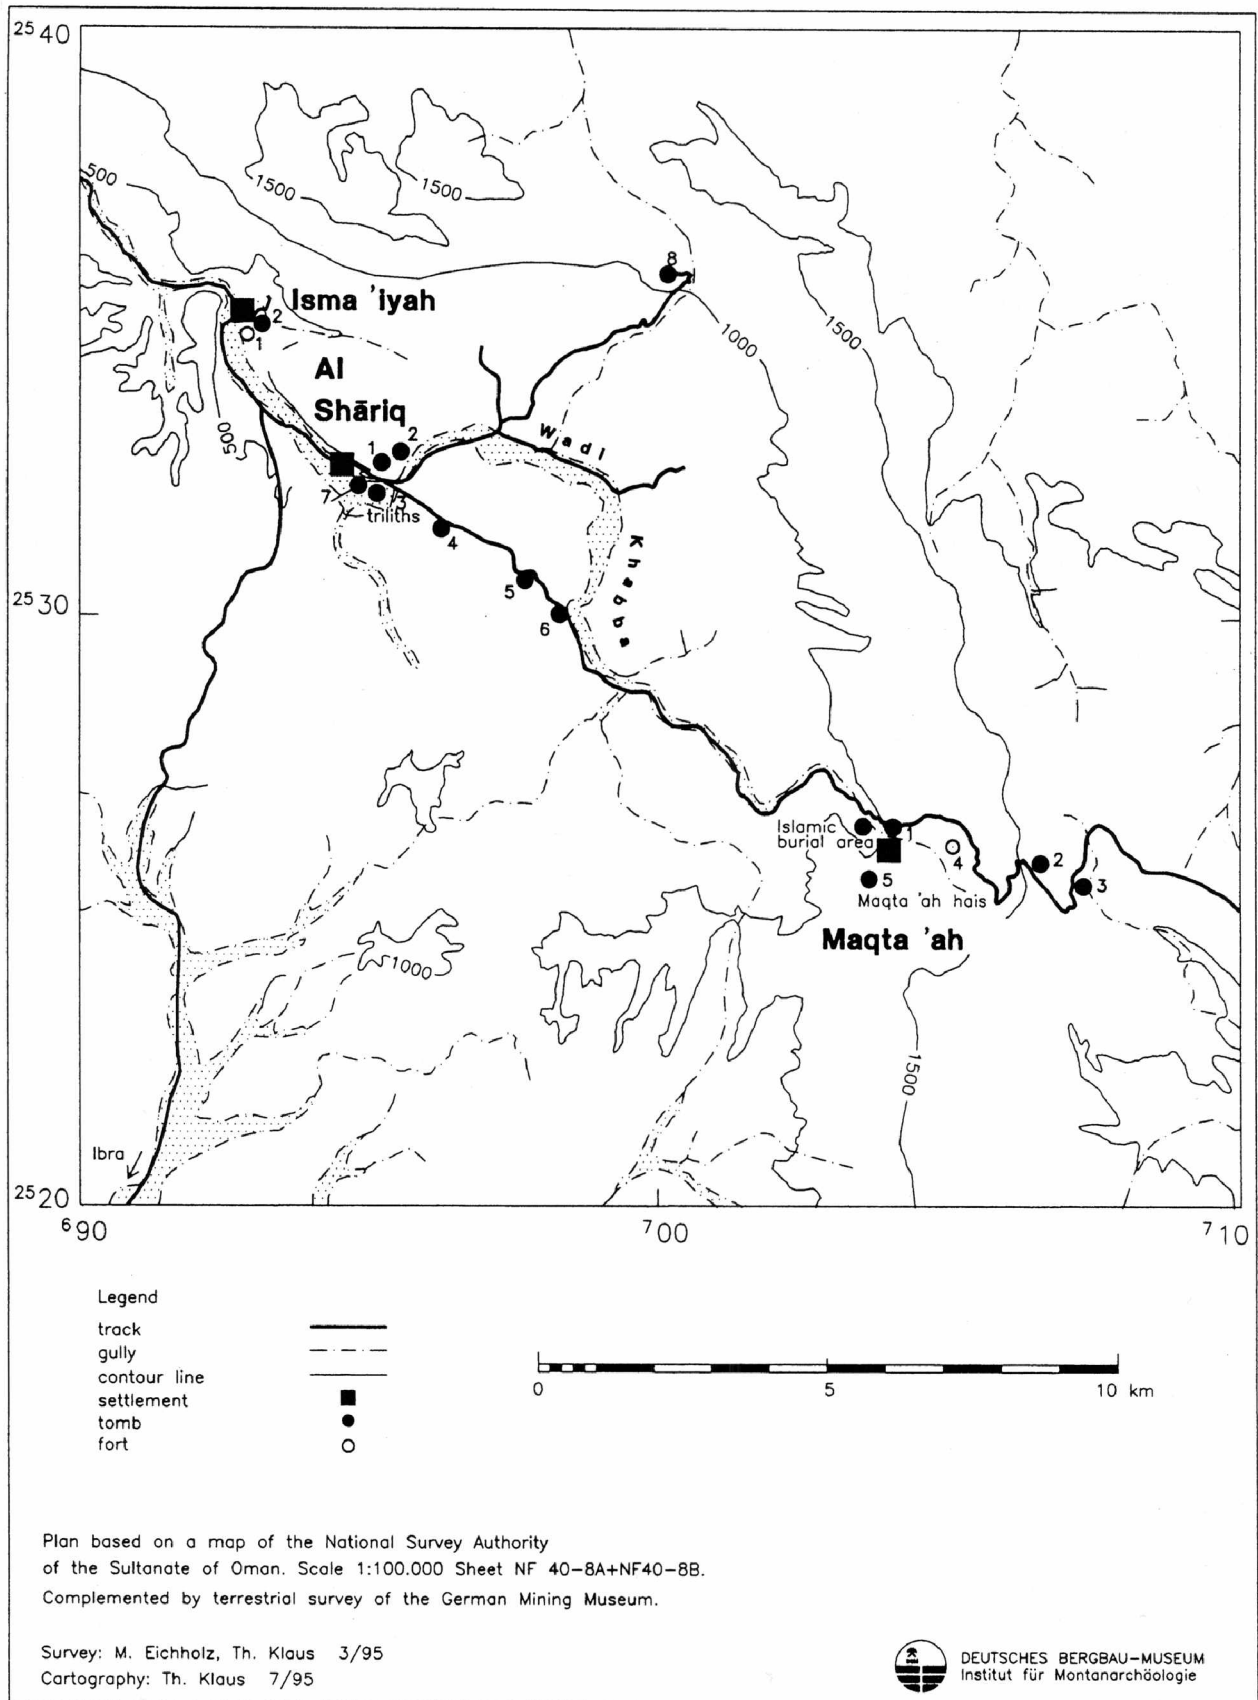 25 40
500
1500
1500
8
Isma 'iyah
1
2
1
1000
1500
Al
Shāriq
500
1
2
Wadi
7
3
triliths
4
Khabba
5
25 30
6
Islamic
burial area
1
4
2
5
3
Maqta 'ah hais
Maqta 'ah
1000
1500
Ibra
25 20
6 90
7 00
7 10
Legend
track
gully
contour line
settlement
tomb
fort
0
5
10 km
Plan based on a map of the National Survey Authority
of the Sultanate of Oman. Scale 1:100.000 Sheet NF 40-8A+NF40-8B.
Complemented by terrestrial survey of the German Mining Museum.
Survey: M. Eichholz, Th. Klaus 3/95
Cartography: Th. Klaus 7/95
DEUTSCHES BERGBAU-MUSEUM
Institut für Montanarchäologie